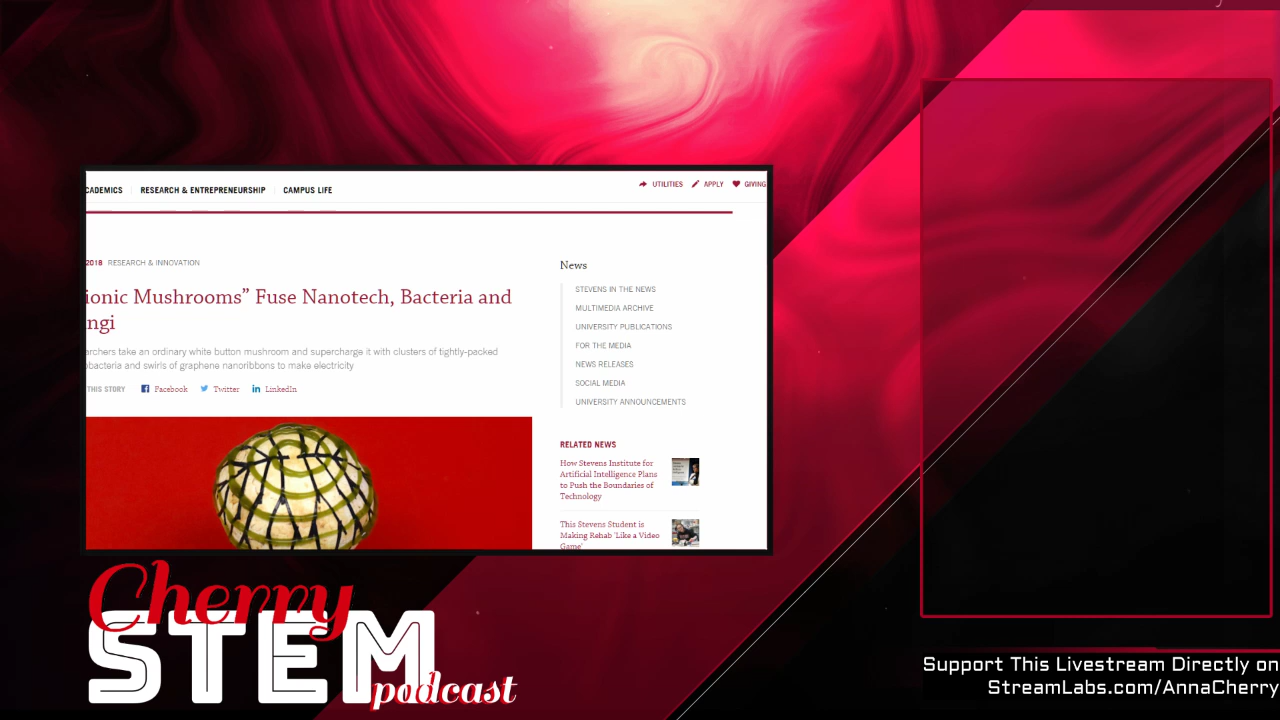 CADEMICS
RESEARCH & ENTREPRENEURSHIP
CAMPUS LIFE
UTILITIES
APPLY
GIVING
2018 RESEARCH & INNOVATION
ionic Mushrooms” Fuse Nanotech, Bacteria and
ngi
archers take an ordinary white button mushroom and supercharge it with clusters of tightly-packed
bacteria and swirls of graphene nanoribbons to make electricity
THIS STORY
Facebook
Twitter
LinkedIn
News
STEVENS IN THE NEWS
MULTIMEDIA ARCHIVE
UNIVERSITY PUBLICATIONS
FOR THE MEDIA
NEWS RELEASES
SOCIAL MEDIA
UNIVERSITY ANNOUNCEMENTS
RELATED NEWS
How Stevens Institute for
Artificial Intelligence Plans
to Push the Boundaries of
Technology
This Stevens Student is
Making Rehab 'Like a Video
Game'
Cherry
STEM
podcast
Support This Livestream Directly on
StreamLabs.com/AnnaCherry